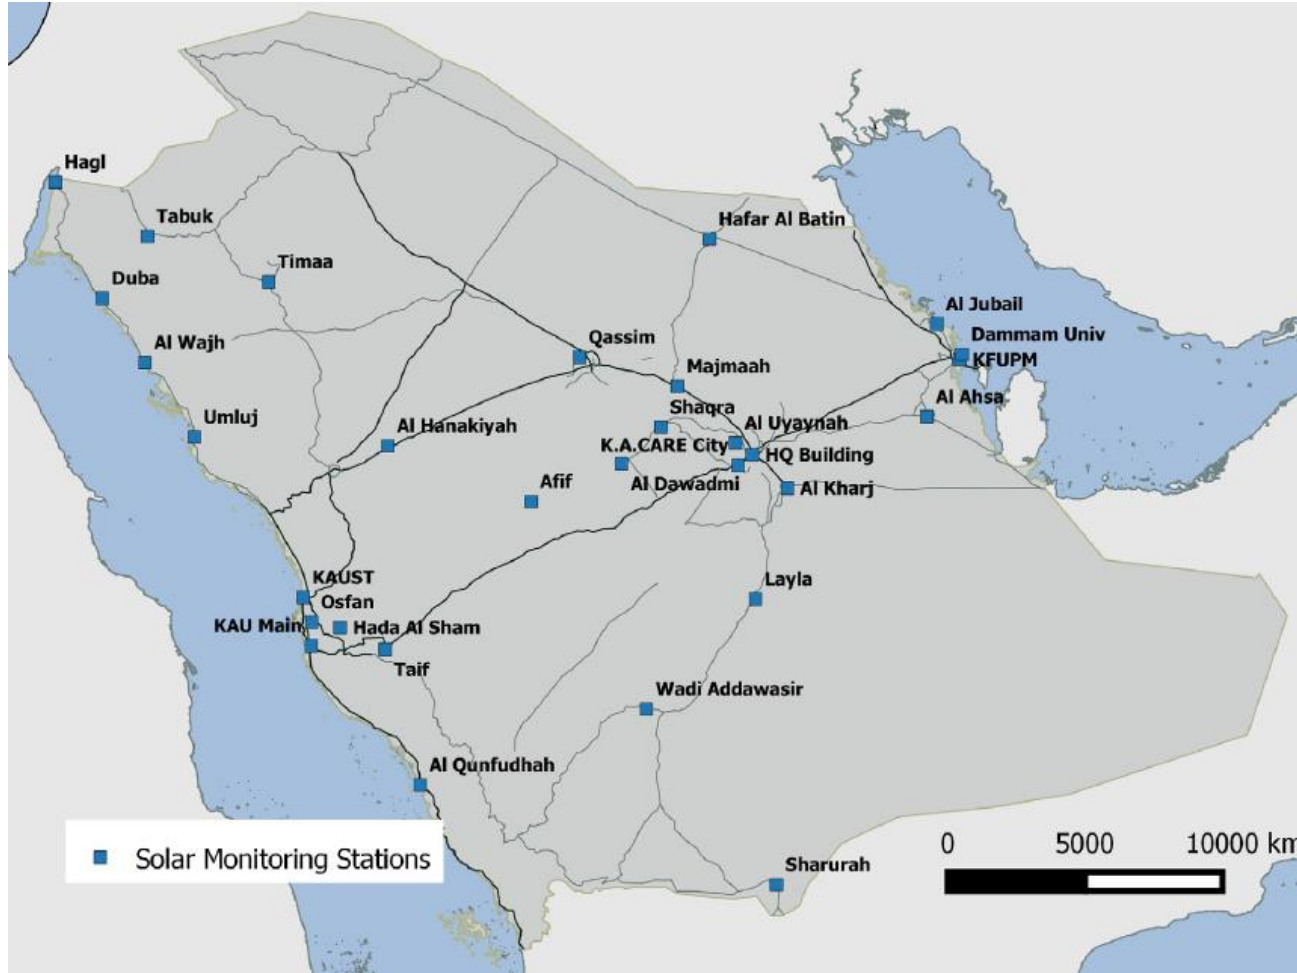 Hagl
Tabuk
Hafar Al Batin
Timaa
Duba
Al Jubail
Dammam Univ
Al Wajh
Qassim
KFUPM
Majmaah
Al Ahsa
Shaqra
Umluj
Al Hanakiyah
Al Uyaynah
K.A.CARE City
HQ Building
Afif
Al Dawadmi
Al Kharj
KAUST
Layla
Osfan
KAU Main
Hada Al Sham
Taif
Wadi Addawasir
Al Qunfudhah
Solar Monitoring Stations
0 5000 10000 km
Sharurah